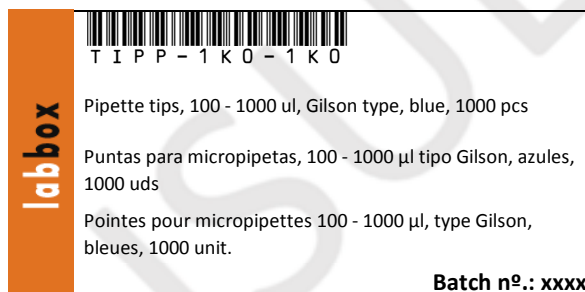 TIPP-1K0-1K0
labbox
Pipette tips, 100 - 1000 ul, Gilson type, blue, 1000 pcs
Puntas para micropipetas, 100 - 1000 µl tipo Gilson, azules,
1000 uds
Pointes pour micropipettes 100 - 1000 µl, type Gilson,
bleues, 1000 unit.
Batch nº.: xxxx